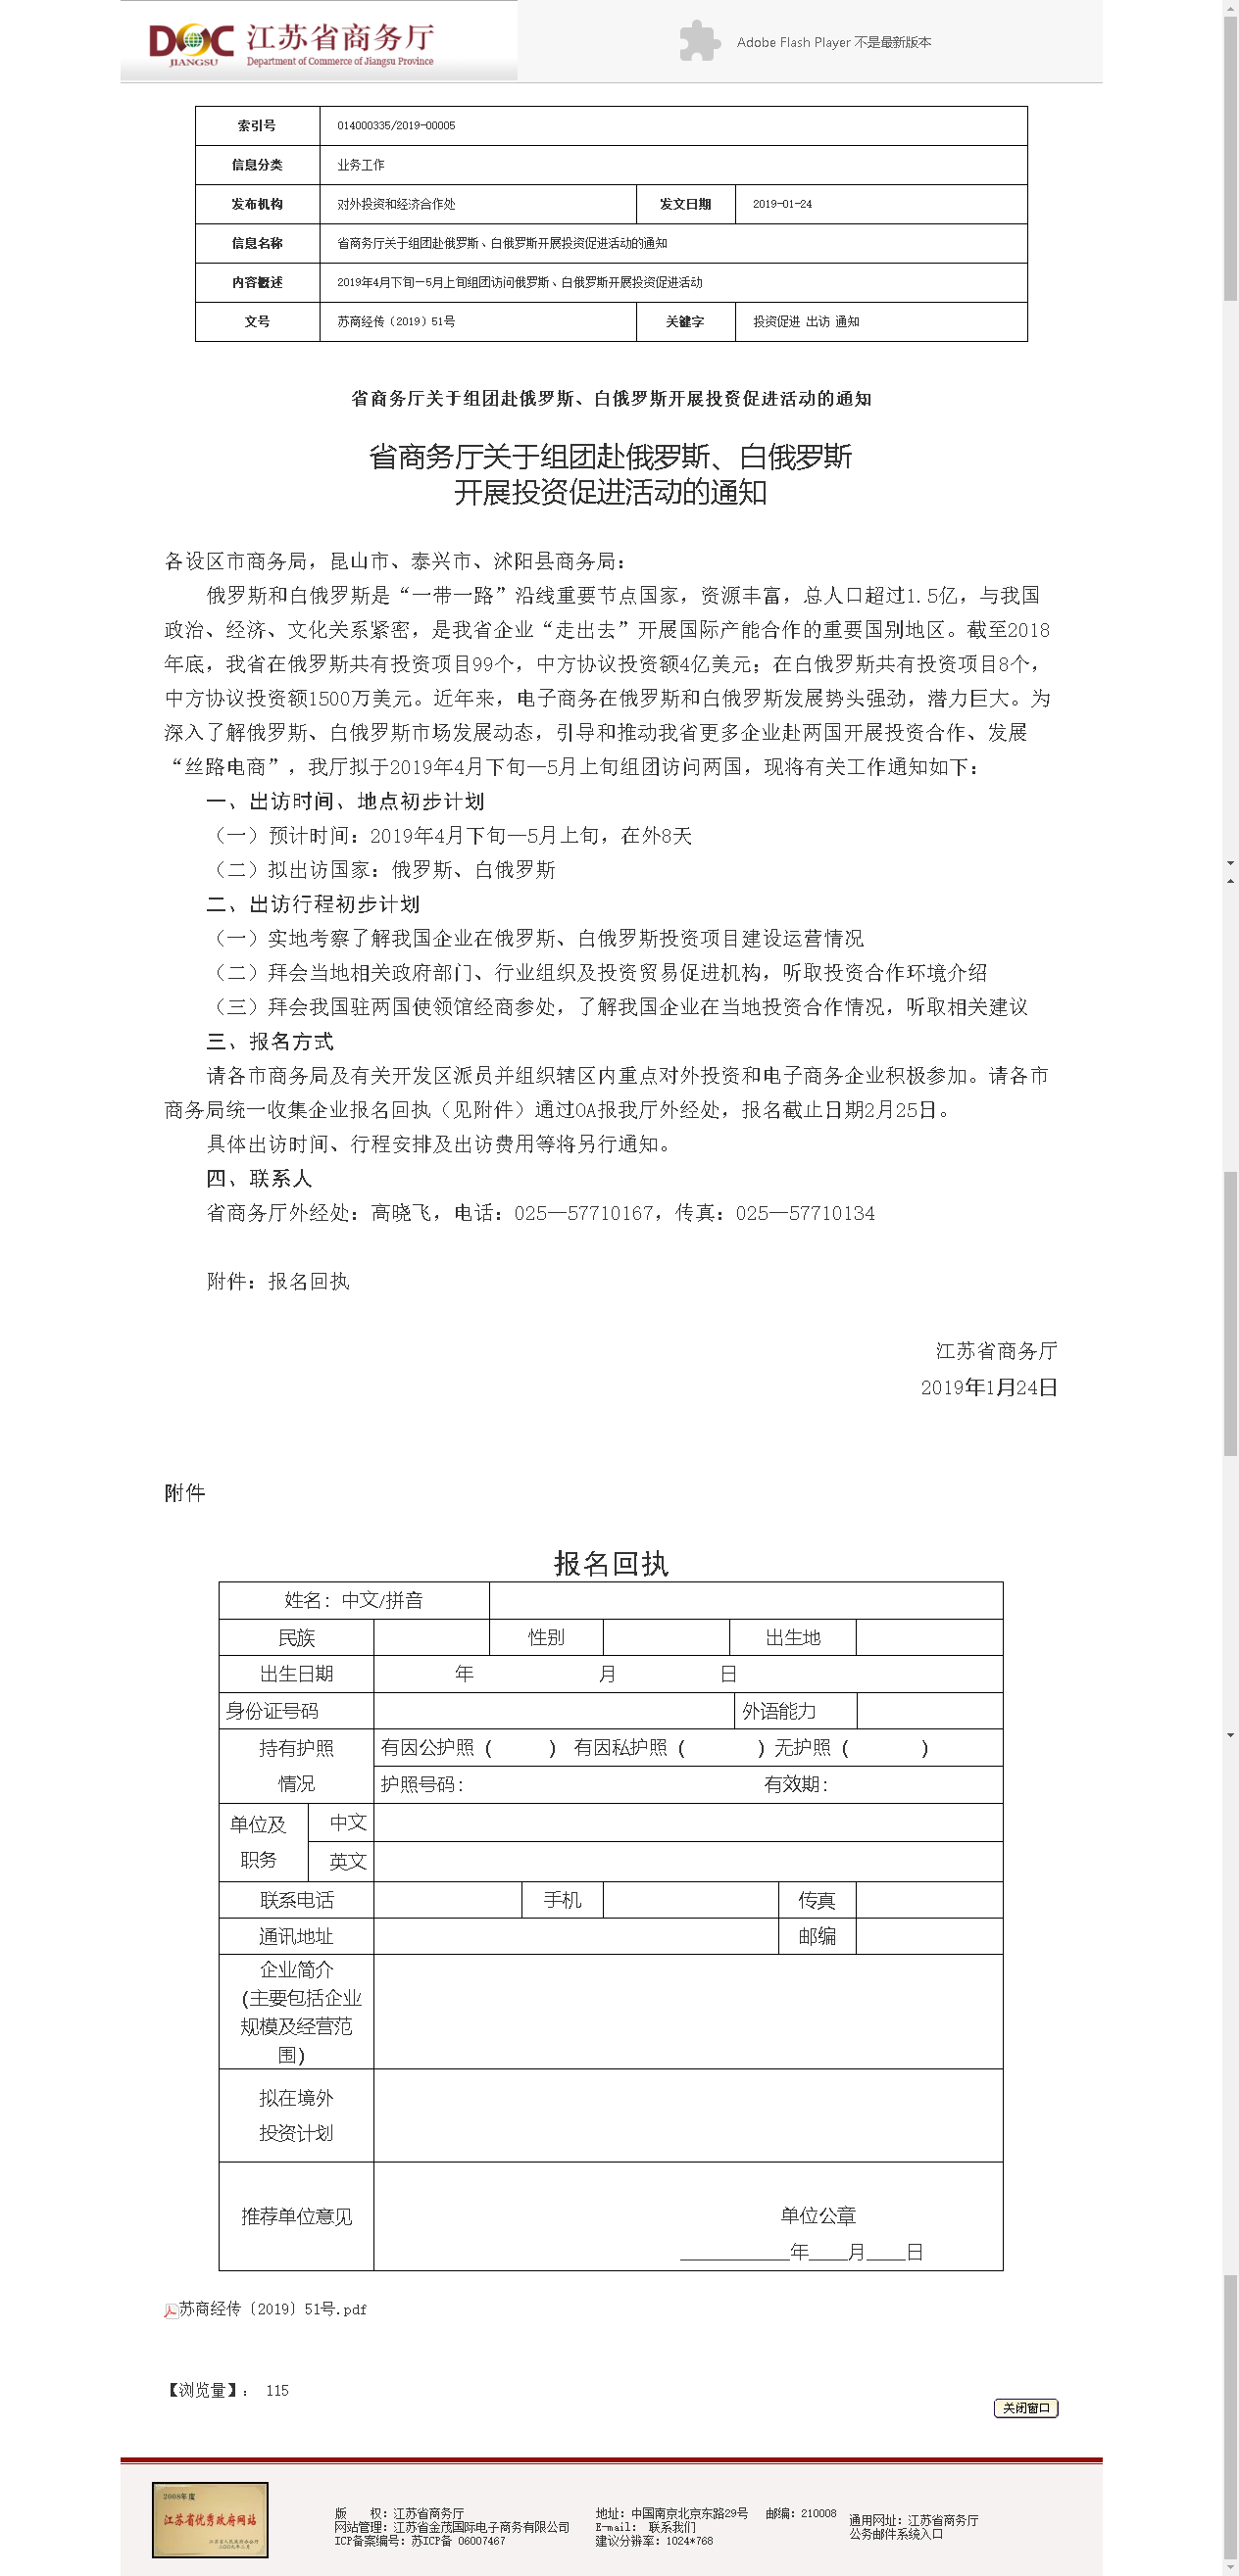 DOC 江苏省商务厅
JIANGSU Department of Commerce of Jiangsu Province
Adobe Flash Player 不是最新版本
索引号 014000335/2019-00005
信息分类 业务工作
发布机构 对外投资和经济合作处 发文日期 2019-01-24
信息名称 省商务厅关于组团赴俄罗斯、白俄罗斯开展投资促进活动的通知
内容概述 2019年4月下旬—5月上旬组团访问俄罗斯、白俄罗斯开展投资促进活动
文号 苏商经传（2019）51号 关键字 投资促进 出访 通知
省商务厅关于组团赴俄罗斯、白俄罗斯开展投资促进活动的通知
省商务厅关于组团赴俄罗斯、白俄罗斯
开展投资促进活动的通知
各设区市商务局，昆山市、泰兴市、沭阳县商务局：
俄罗斯和白俄罗斯是“一带一路”沿线重要节点国家，资源丰富，总人口超过1.5亿，与我国
政治、经济、文化关系紧密，是我省企业“走出去”开展国际产能合作的重要国别地区。截至2018
年底，我省在俄罗斯共有投资项目99个，中方协议投资额4亿美元；在白俄罗斯共有投资项目8个，
中方协议投资额1500万美元。近年来，电子商务在俄罗斯和白俄罗斯发展势头强劲，潜力巨大。为
深入了解俄罗斯、白俄罗斯市场发展动态，引导和推动我省更多企业赴两国开展投资合作、发展
“丝路电商”，我厅拟于2019年4月下旬—5月上旬组团访问两国，现将有关工作通知如下：
一、出访时间、地点初步计划
（一）预计时间：2019年4月下旬—5月上旬，在外8天
（二）拟出访国家：俄罗斯、白俄罗斯
二、出访行程初步计划
（一）实地考察了解我国企业在俄罗斯、白俄罗斯投资项目建设运营情况
（二）拜会当地相关政府部门、行业组织及投资贸易促进机构，听取投资合作环境介绍
（三）拜会我国驻两国使领馆经商参处，了解我国企业在当地投资合作情况，听取相关建议
三、报名方式
请各市商务局及有关开发区派员并组织辖区内重点对外投资和电子商务企业积极参加。请各市
商务局统一收集企业报名回执（见附件）通过OA报我厅外经处，报名截止日期2月25日。
具体出访时间、行程安排及出访费用等将另行通知。
四、联系人
省商务厅外经处：高晓飞，电话：025—57710167，传真：025—57710134
附件：报名回执
江苏省商务厅
2019年1月24日
附件
报名回执
姓名：中文/拼音
民族 性别 出生地
出生日期 年 月 日
身份证号码 外语能力
持有护照
情况
有因公护照（ ） 有因私护照（ ）无护照（ ）
护照号码： 有效期：
单位及
职务
中文
英文
联系电话 手机 传真
通讯地址 邮编
企业简介
(主要包括企业
规模及经营范
围)
拟在境外
投资计划
推荐单位意见 单位公章
____年____月____日
苏商经传〔2019〕51号.pdf
【浏览量】： 115
关闭窗口
2008年度
江苏省优秀政府网站
版 权：江苏省商务厅 地址：中国南京北京东路29号 邮编：210008
网站管理：江苏省金茂国际电子商务有限公司 E-mail： 联系我们
ICP备案编号：苏ICP备 06007467 建议分辨率：1024*768
通用网址：江苏省商务厅
公务邮件系统入口